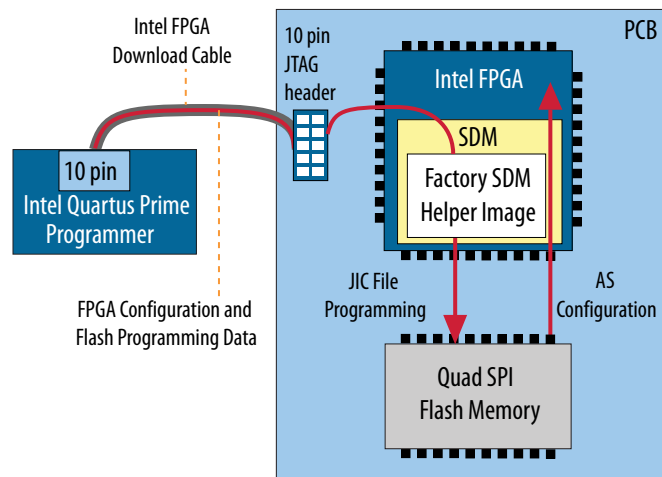 Intel FPGA
Download Cable
10 pin
JTAG
header
PCB
Intel FPGA
SDM
Factory SDM
Helper Image
10 pin
Intel Quartus Prime
Programmer
JIC File
Programming
AS
Configuration
FPGA Configuration and
Flash Programming Data
Quad SPI
Flash Memory